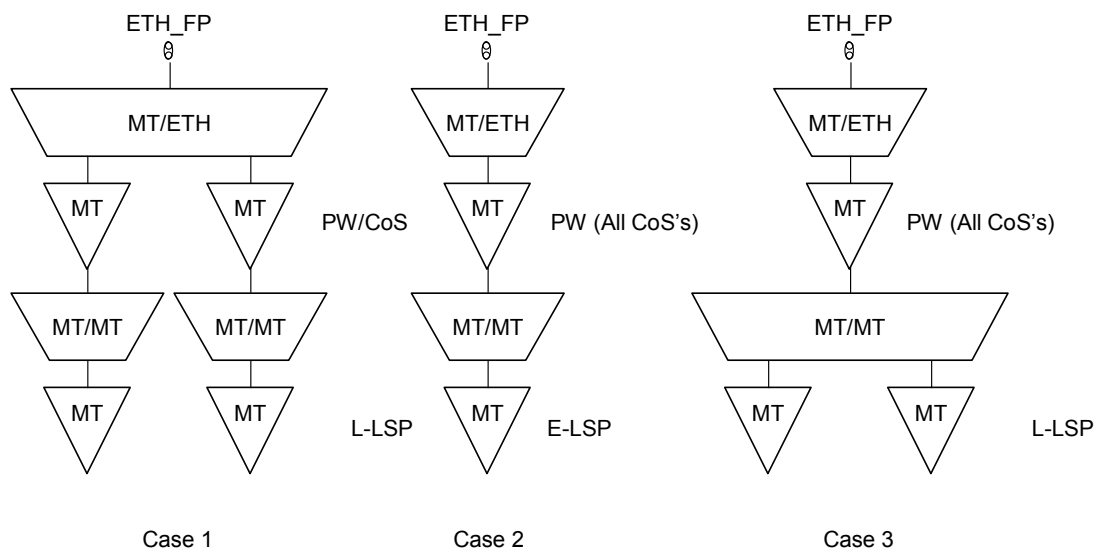 ETH_FP ETH_FP ETH_FP
MT/ETH MT/ETH MT/ETH
MT MT PW/CoS MT PW (All CoS’s) MT PW (All CoS’s)
MT/MT MT/MT MT/MT MT/MT
MT MT L-LSP MT E-LSP MT MT L-LSP
Case 1 Case 2 Case 3